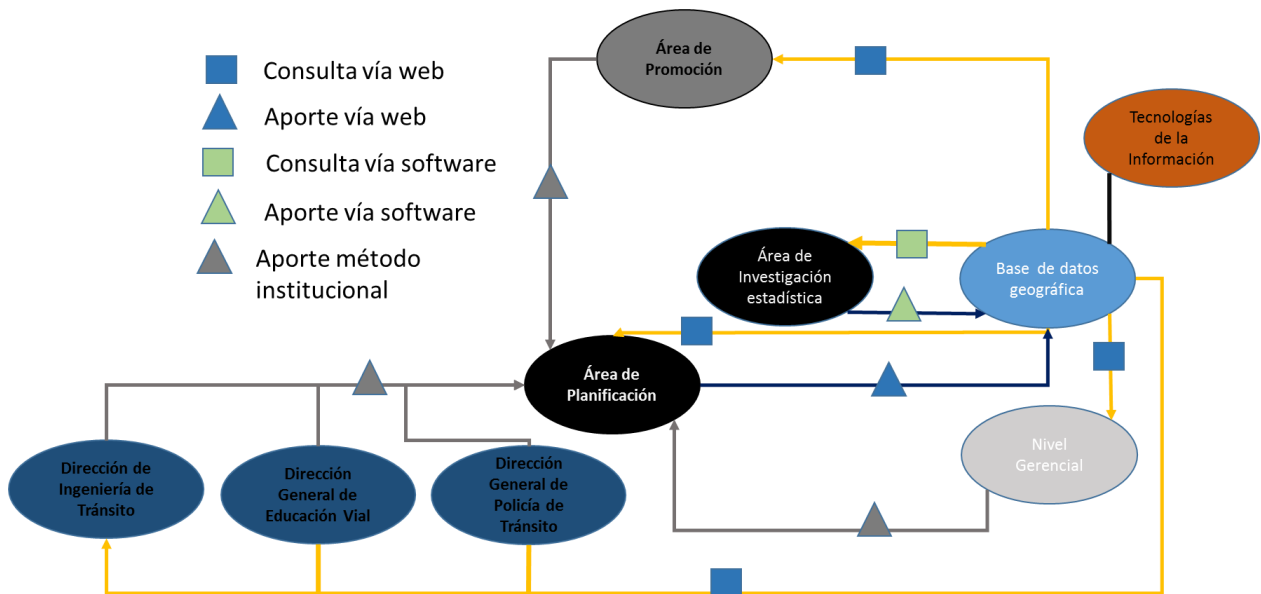 Consulta vía web
Aporte vía web
Consulta vía software
Aporte vía software
Aporte método
institucional
Área de
Promoción
Tecnologías
de la
Información
Área de
Investigación
estadística
Base de datos
geográfica
Área de
Planificación
Nivel
Gerencial
Dirección de
Ingeniería de
Tránsito
Dirección
General de
Educación Vial
Dirección
General de
Policía de
Tránsito